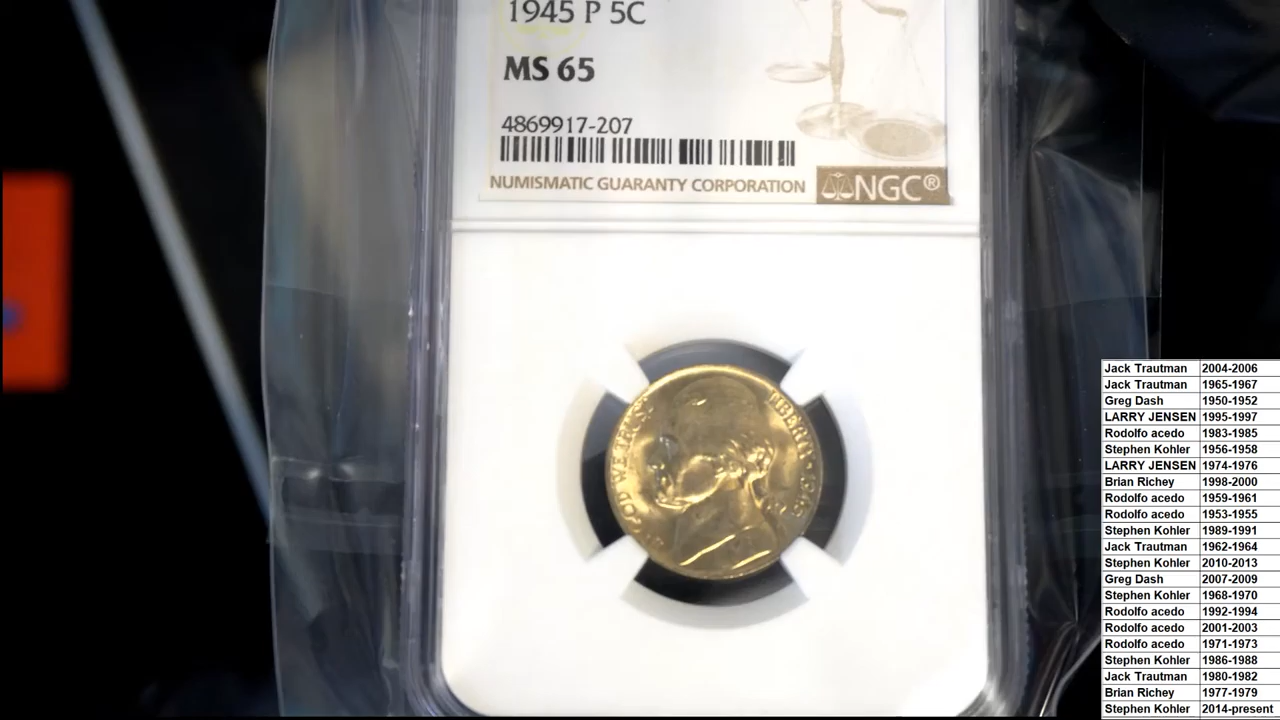 1945 P 5C
MS 65
4869917-207
NUMISMATIC GUARANTY CORPORATION
NGC®
GOD WE TRUST
LIBERTY 1945
Jack Trautman 2004-2006
Jack Trautman 1965-1967
Greg Dash 1950-1952
LARRY JENSEN 1995-1997
Rodolfo acedo 1983-1985
Stephen Kohler 1956-1958
LARRY JENSEN 1974-1976
Brian Richey 1998-2000
Rodolfo acedo 1959-1961
Rodolfo acedo 1953-1955
Stephen Kohler 1989-1991
Jack Trautman 1962-1964
Stephen Kohler 2010-2013
Greg Dash 2007-2009
Stephen Kohler 1968-1970
Rodolfo acedo 1992-1994
Rodolfo acedo 2001-2003
Rodolfo acedo 1971-1973
Stephen Kohler 1986-1988
Jack Trautman 1980-1982
Brian Richey 1977-1979
Stephen Kohler 2014-present